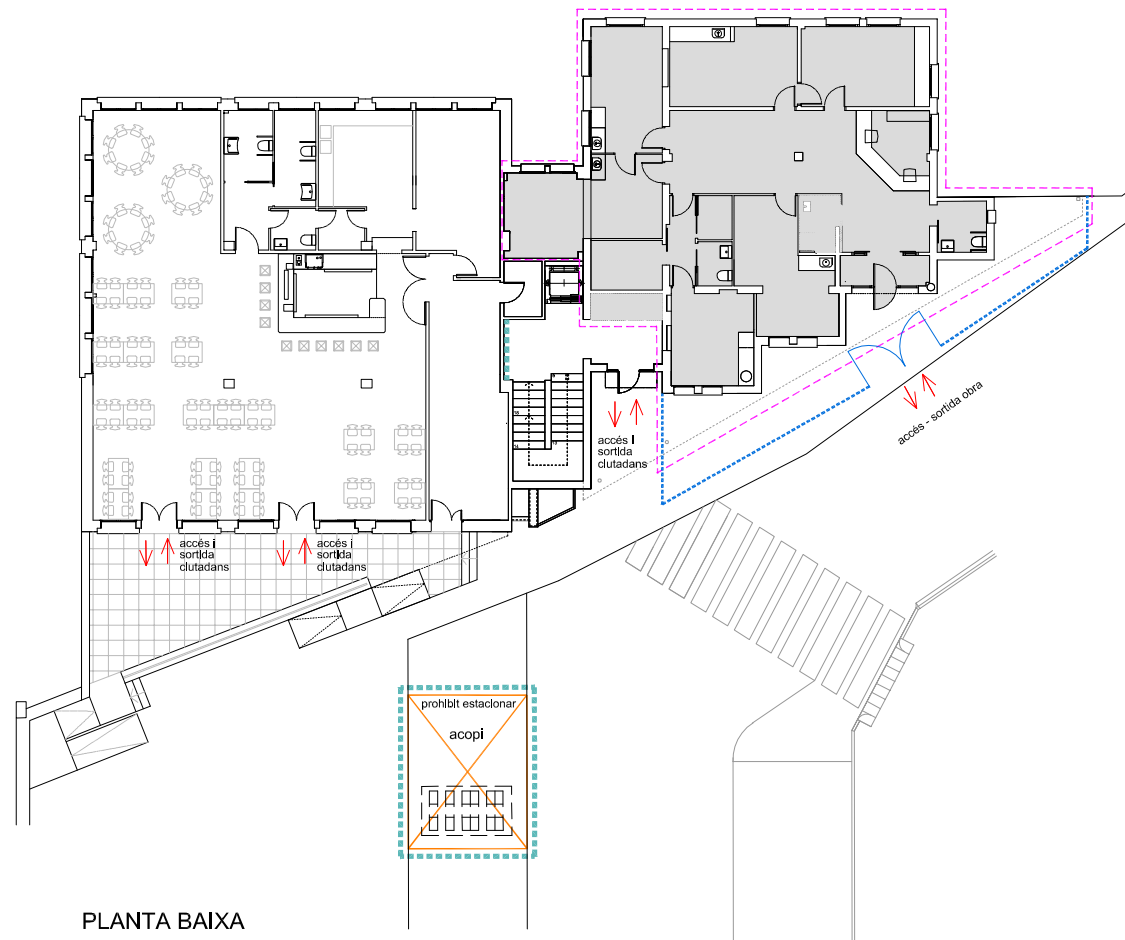 accés - sortida obra
accés i
sortida
ciutadans
accés i
sortida
ciutadans
accés i
sortida
ciutadans
prohibit estacionar
acopi
PLANTA BAIXA